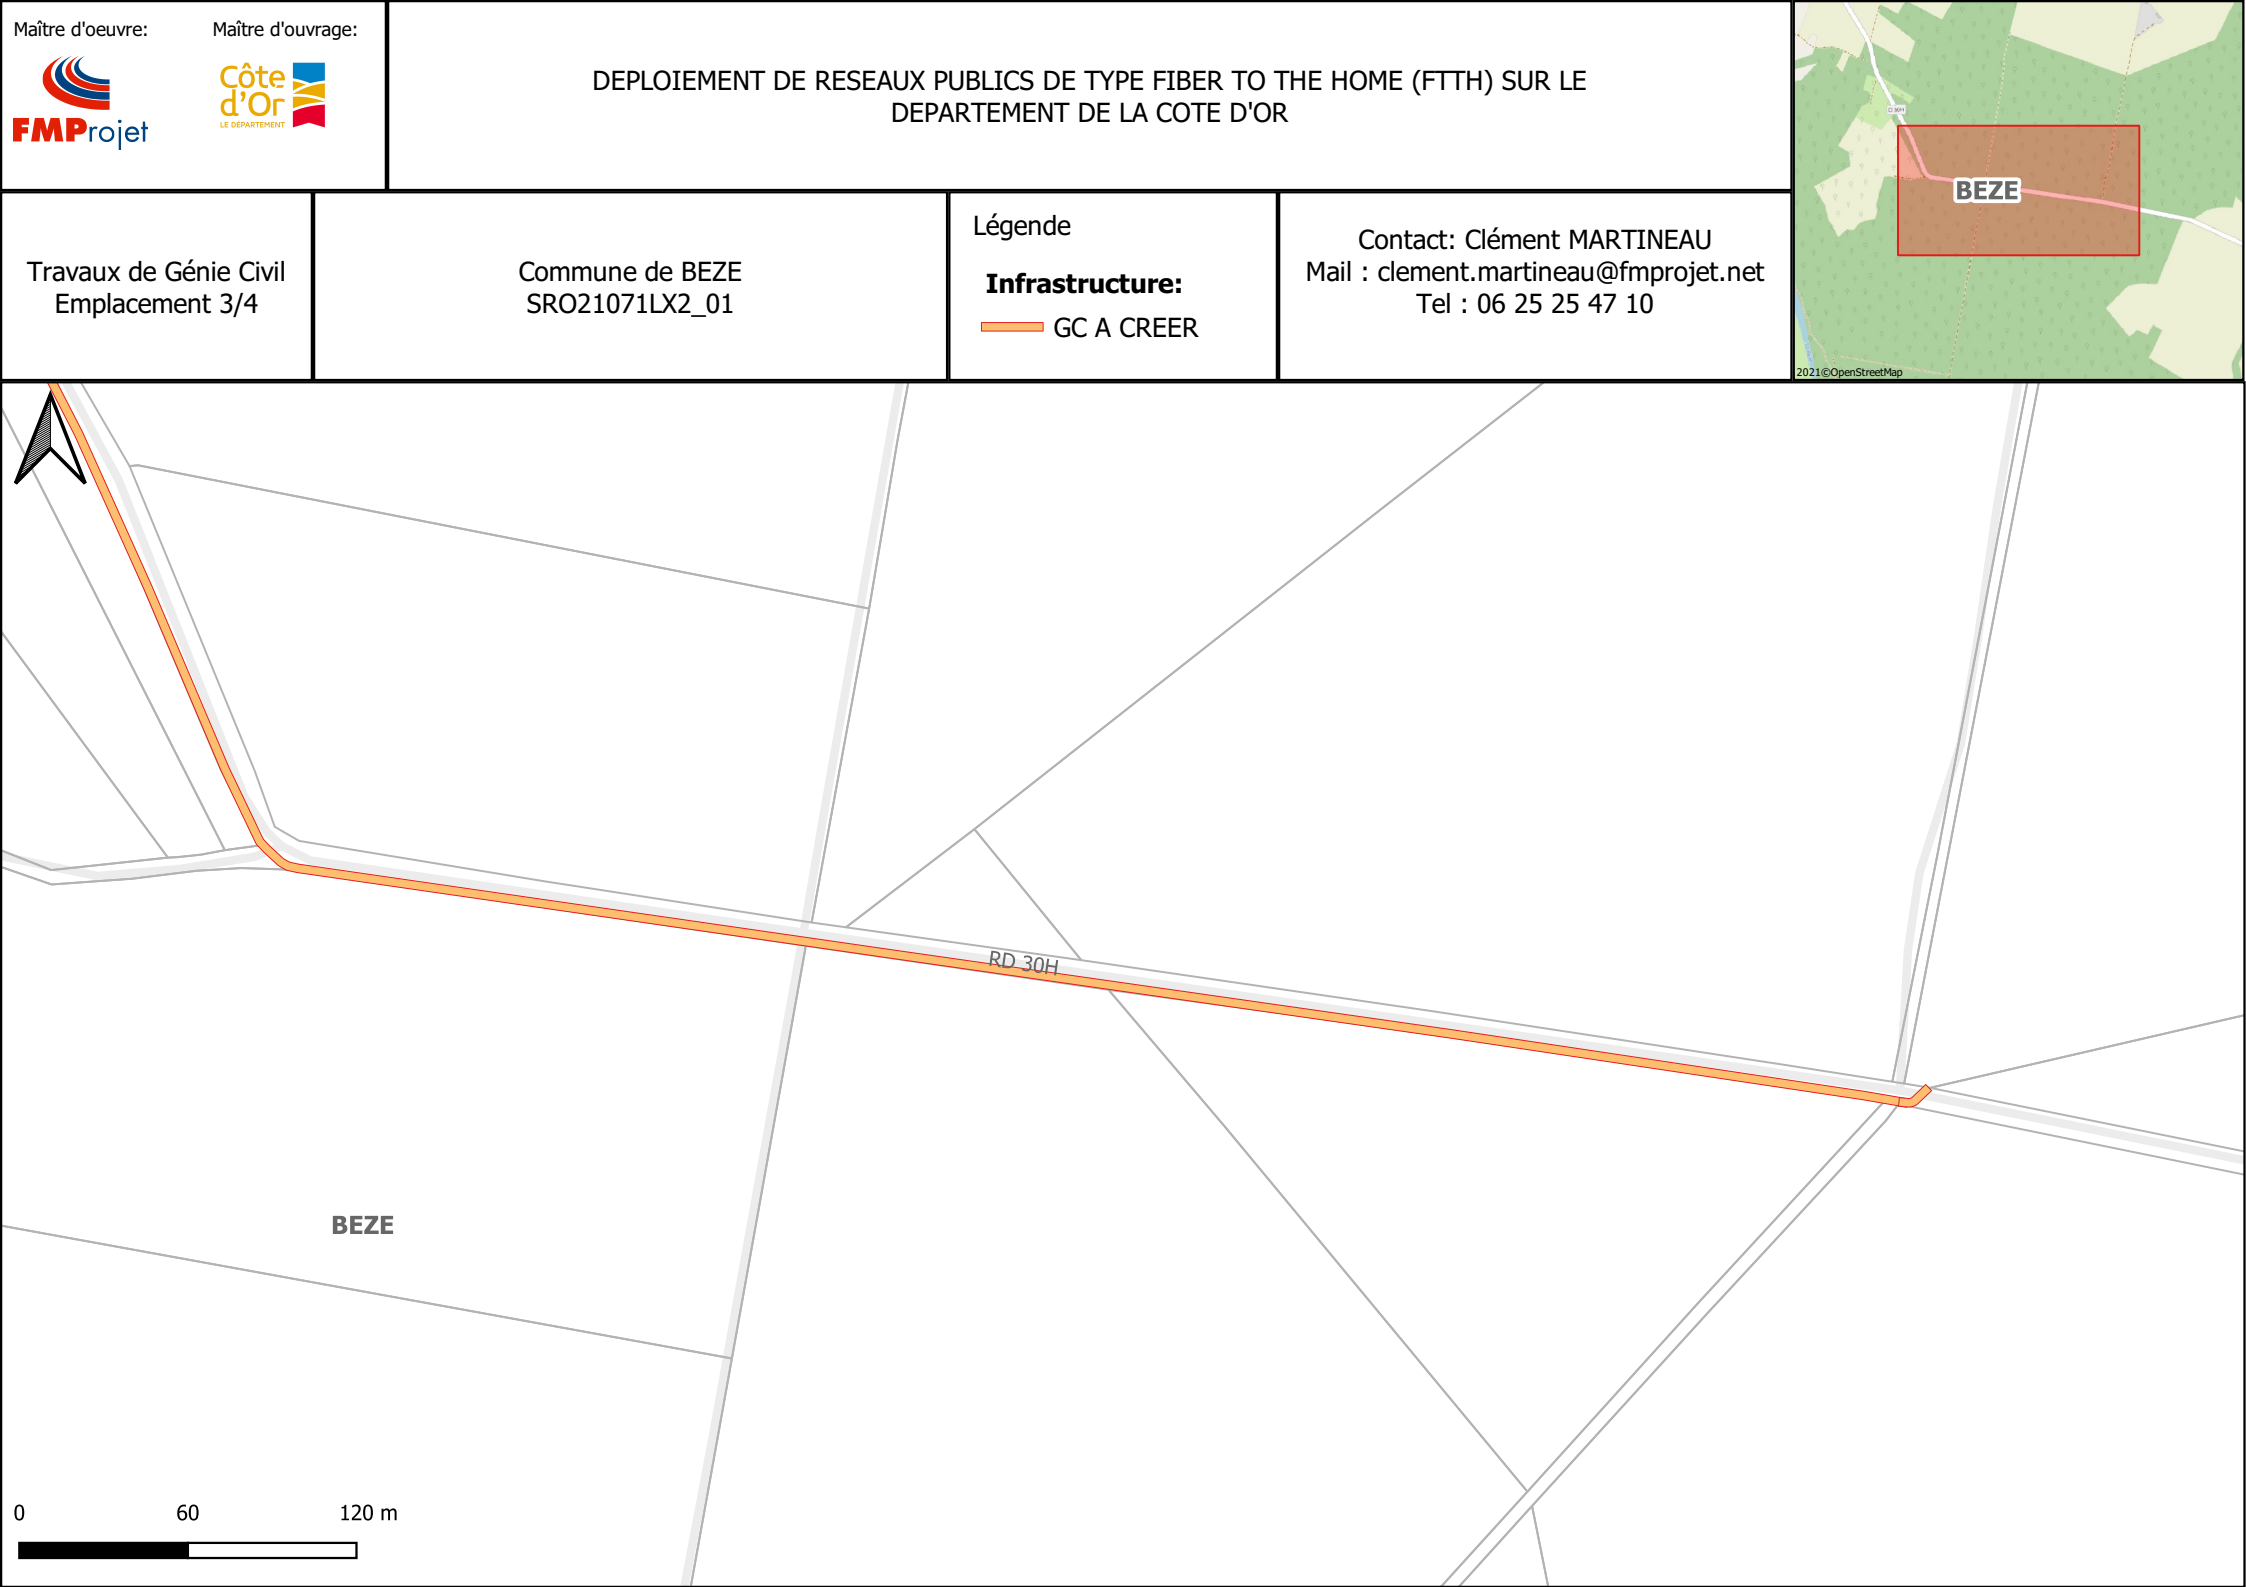 Maître d'oeuvre:
Maître d'ouvrage:
FMProjet
Côte
d'Or
LE DÉPARTEMENT
DEPLOIEMENT DE RESEAUX PUBLICS DE TYPE FIBER TO THE HOME (FTTH) SUR LE
DEPARTEMENT DE LA COTE D'OR
Travaux de Génie Civil
Emplacement 3/4
Commune de BEZE
SRO21071LX2_01
Légende
Infrastructure:
GC A CREER
Contact: Clément MARTINEAU
Mail : clement.martineau@fmprojet.net
Tel : 06 25 25 47 10
D 30H
BEZE
2021©OpenStreetMap
RD 30H
BEZE
0 60 120 m